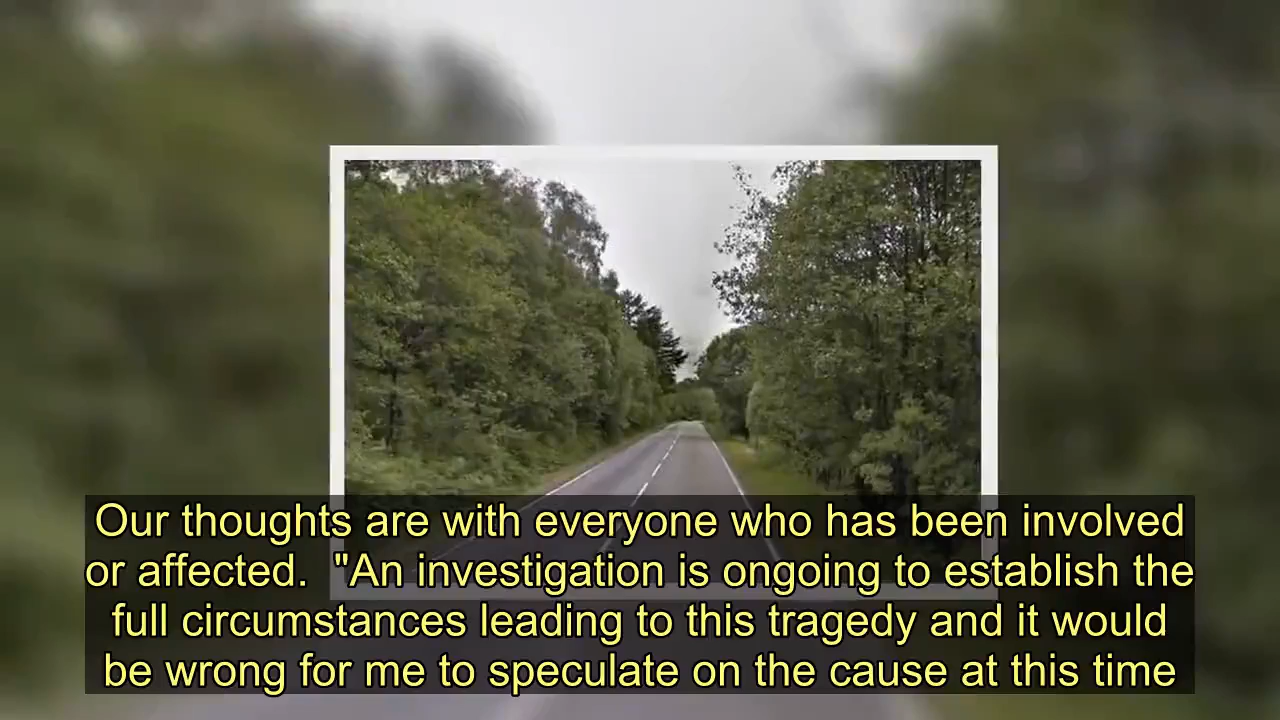 Our thoughts are with everyone who has been involved
or affected.  "An investigation is ongoing to establish the
full circumstances leading to this tragedy and it would
be wrong for me to speculate on the cause at this time